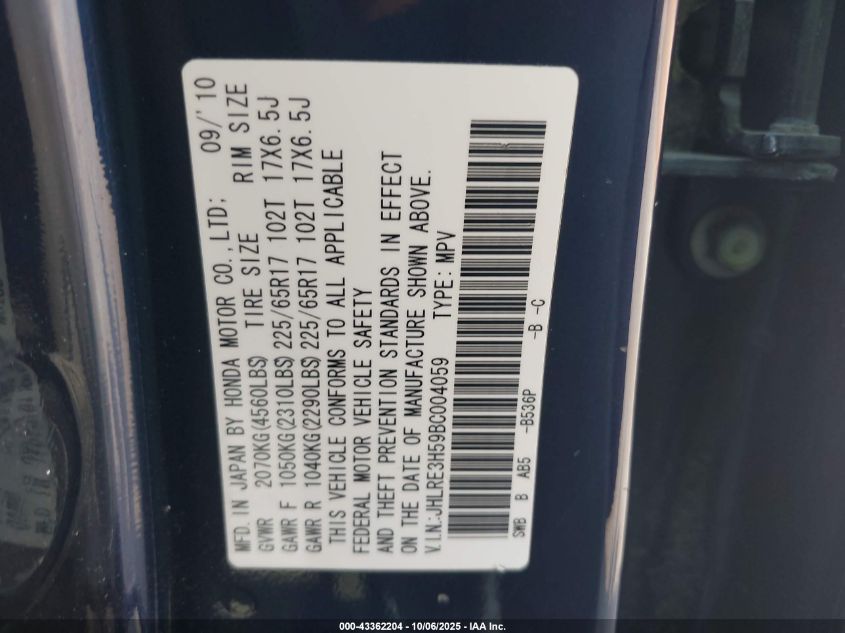 MFD. IN JAPAN BY HONDA MOTOR CO.,LTD; 09/'10
GVWR 2070KG(4560LBS) TIRE SIZE RIM SIZE
GAWR F 1050KG(2310LBS) 225/65R17 102T 17X6.5J
GAWR R 1040KG(2290LBS) 225/65R17 102T 17X6.5J
THIS VEHICLE CONFORMS TO ALL APPLICABLE
FEDERAL MOTOR VEHICLE SAFETY
AND THEFT PREVENTION STANDARDS IN EFFECT
ON THE DATE OF MANUFACTURE SHOWN ABOVE.
V.I.N.:JHLRE3H59BC004059 TYPE: MPV
SWB B AB5 -B536P -B -C
000-43362204 - 10/06/2025 - © 2025 - IAA Inc.